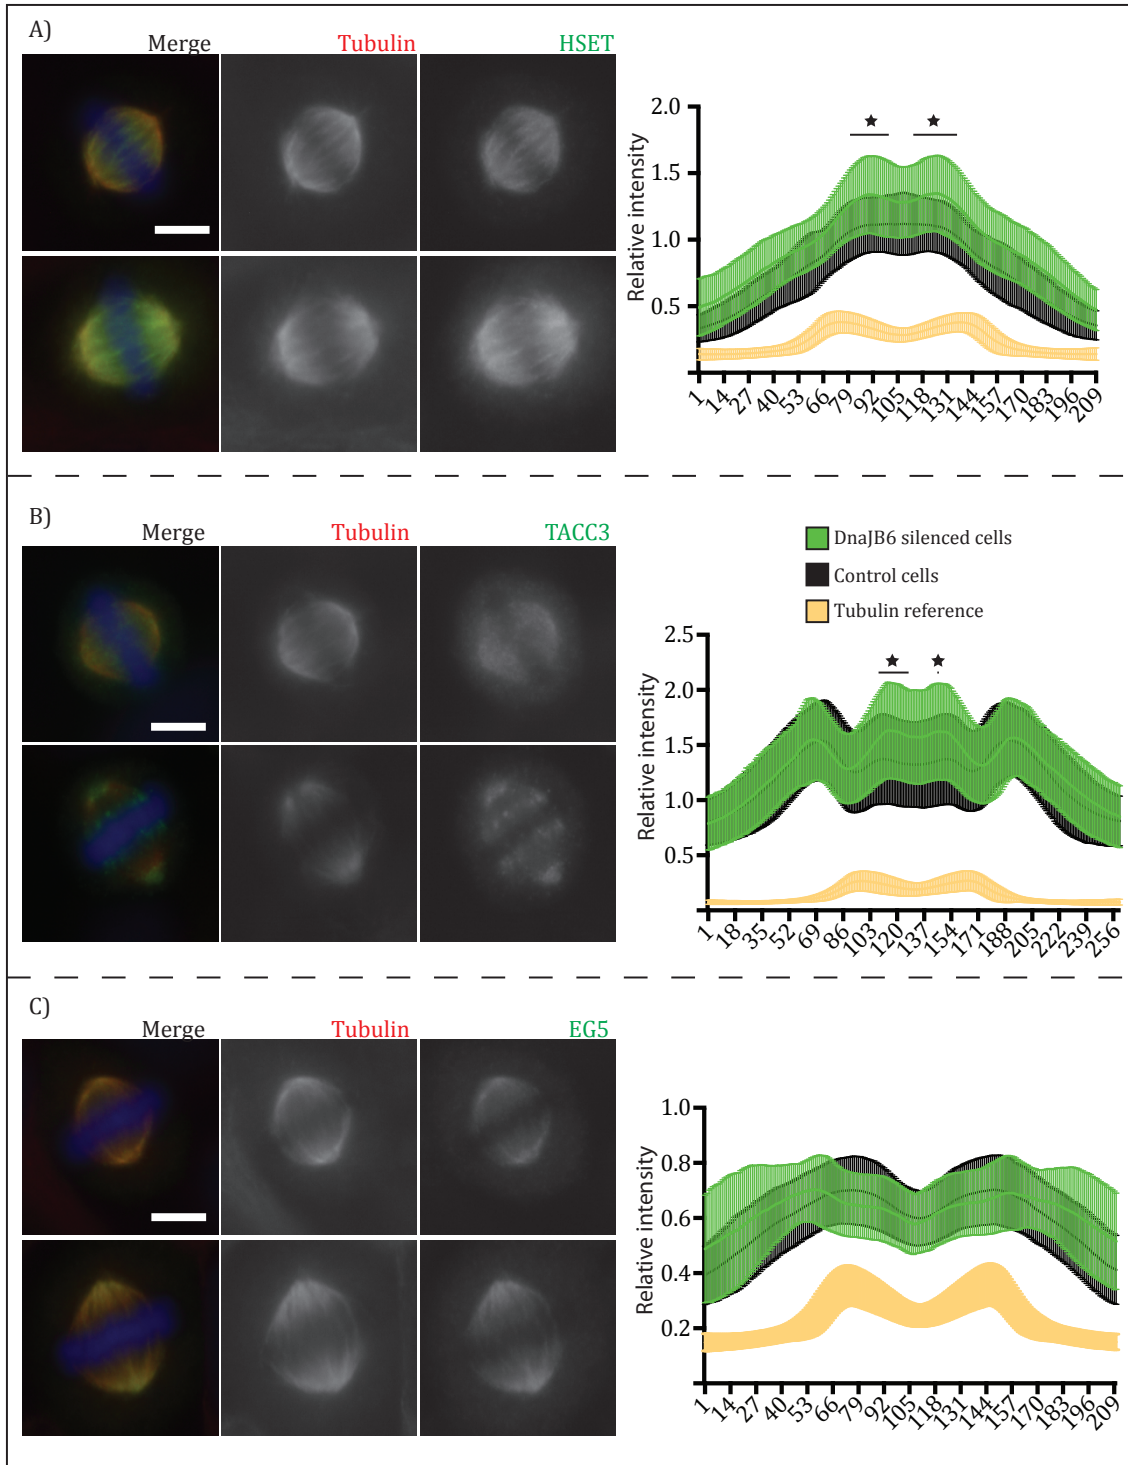 A)
Merge Tubulin HSET
Relative intensity
2.0
1.5
1.0
0.5
1 14 27 40 53 66 79 92 105 118 131 144 157 170 183 196 209
B)
Merge Tubulin TACC3
DnaJB6 silenced cells
Control cells
Tubulin reference
Relative intensity
2.5
2.0
1.5
1.0
0.5
1 18 35 52 69 86 103 120 137 154 171 188 205 222 239 256
C)
Merge Tubulin EG5
Relative intensity
1.0
0.8
0.6
0.4
0.2
1 14 27 40 53 66 79 92 105 118 131 144 157 170 183 196 209